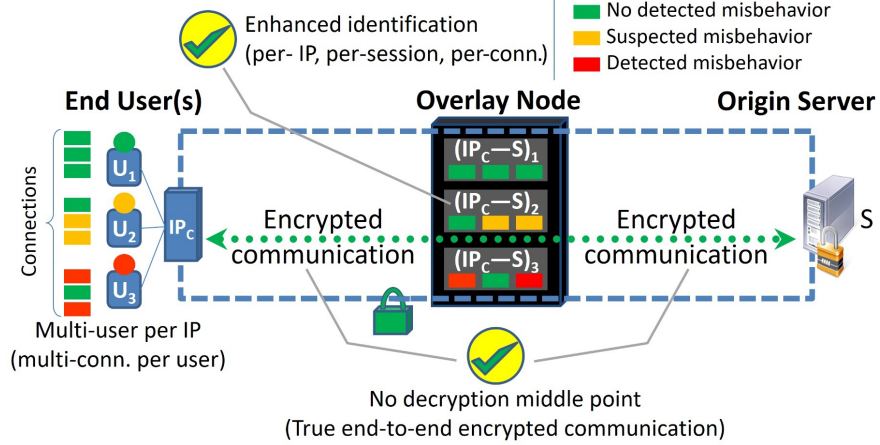 Enhanced identification
(per- IP, per-session, per-conn.)
No detected misbehavior
Suspected misbehavior
Detected misbehavior
End User(s)
Overlay Node
Origin Server
Connections
U1
U2
U3
IPC
(IPC—S)1
(IPC—S)2
(IPC—S)3
Encrypted
communication
Encrypted
communication
S
Multi-user per IP
(multi-conn. per user)
No decryption middle point
(True end-to-end encrypted communication)